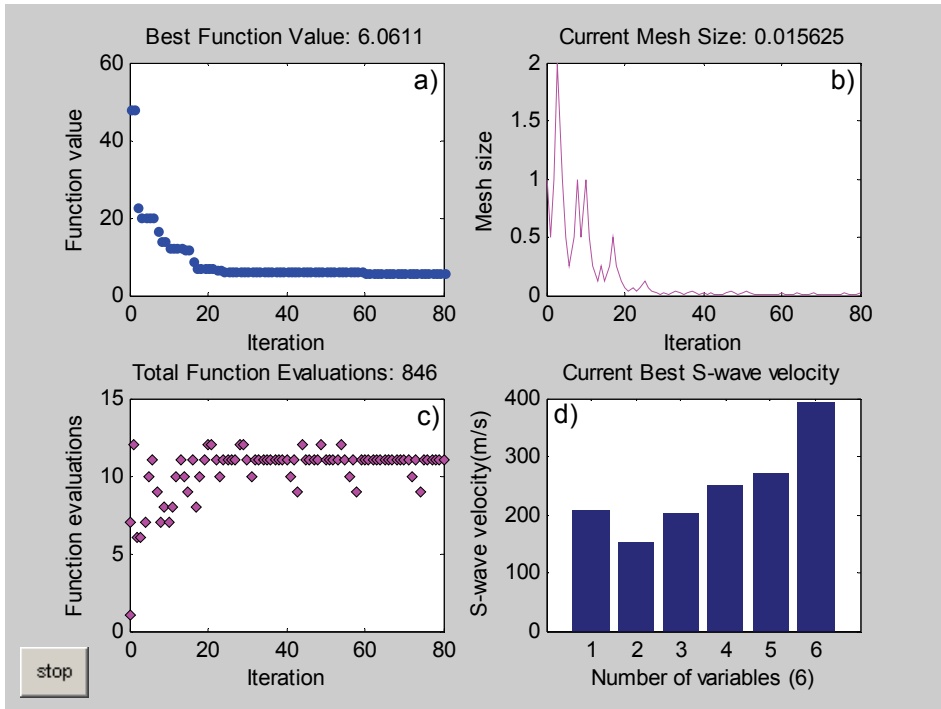 Best Function Value: 6.0611
a)
60
40
20
0
Function value
0 20 40 60 80
Iteration
Current Mesh Size: 0.015625
b)
2
1.5
1
0.5
0
Mesh size
0 20 40 60 80
Iteration
Total Function Evaluations: 846
c)
15
10
5
0
Function evaluations
0 20 40 60 80
Iteration
Current Best S-wave velocity
d)
400
300
200
100
0
S-wave velocity(m/s)
1 2 3 4 5 6
Number of variables (6)
stop